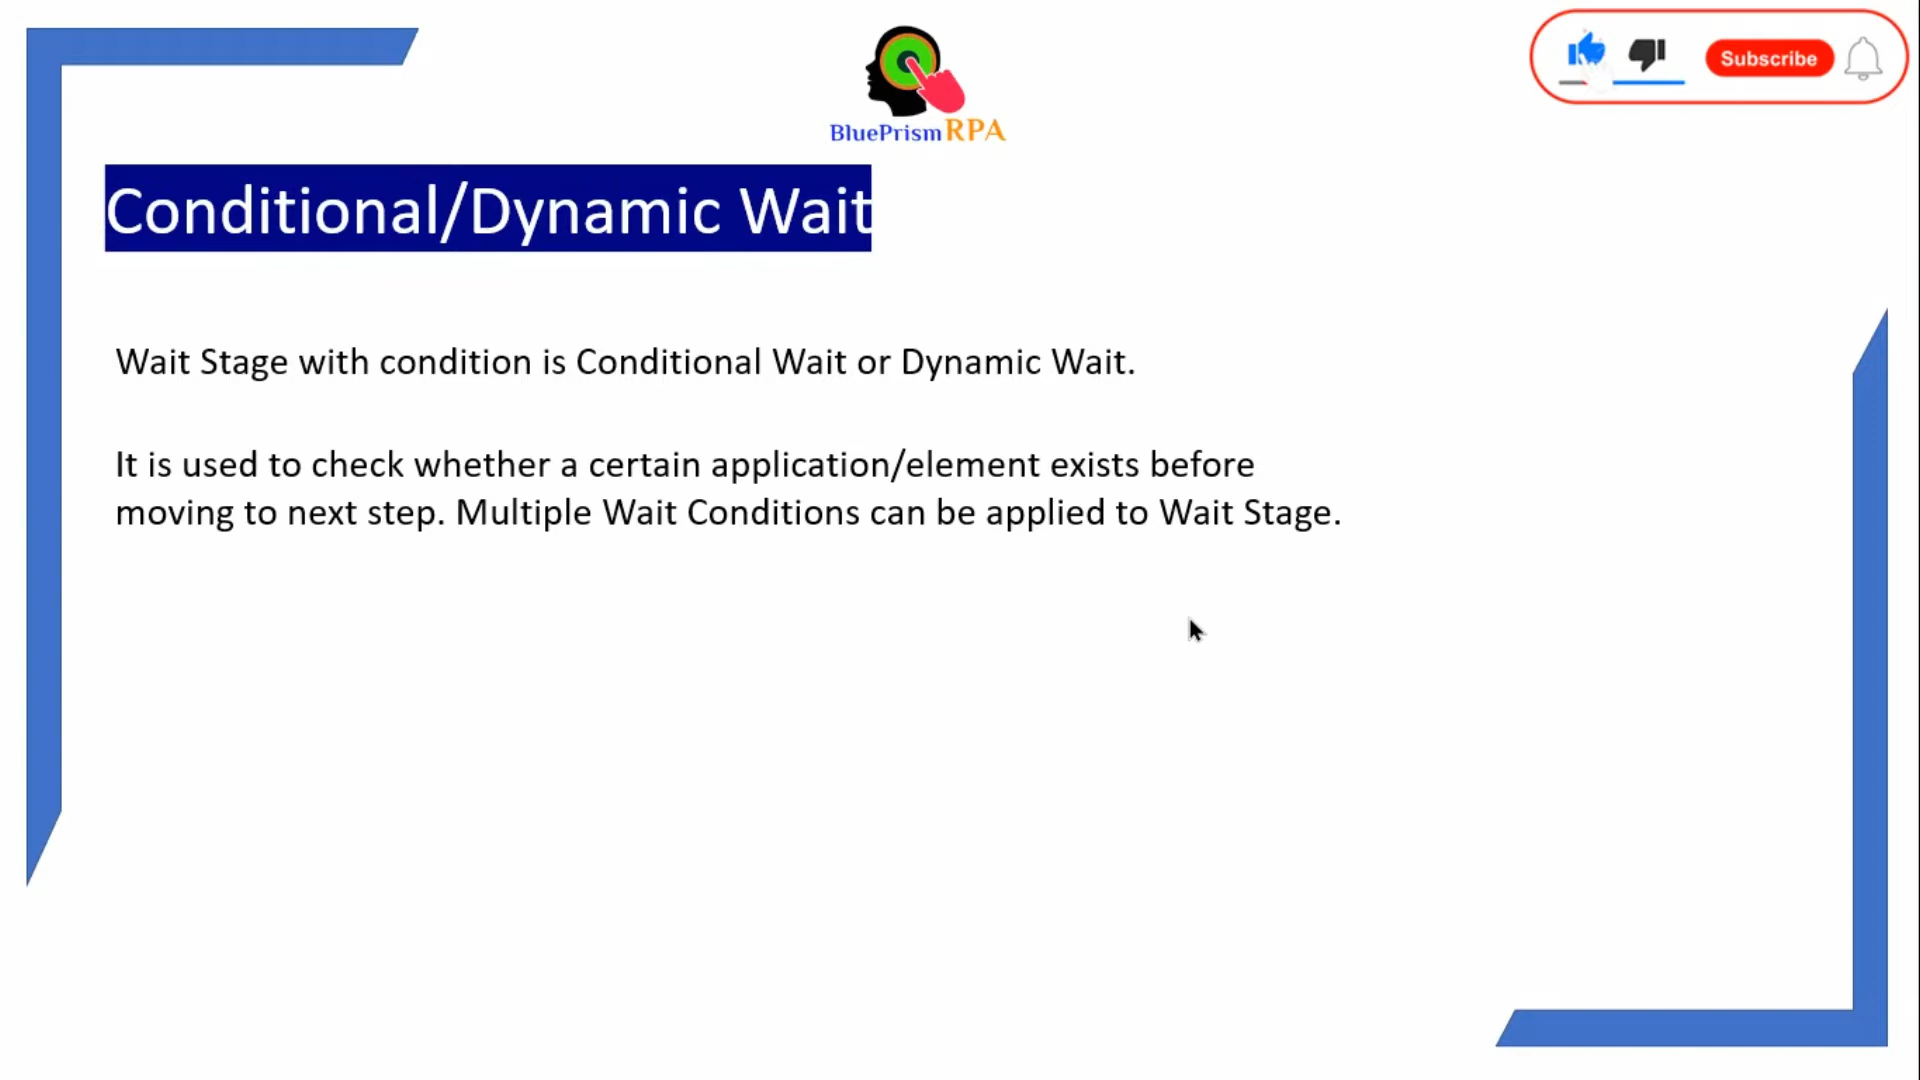 BluePrism RPA
Subscribe
Conditional/Dynamic Wait
Wait Stage with condition is Conditional Wait or Dynamic Wait.
It is used to check whether a certain application/element exists before
moving to next step. Multiple Wait Conditions can be applied to Wait Stage.